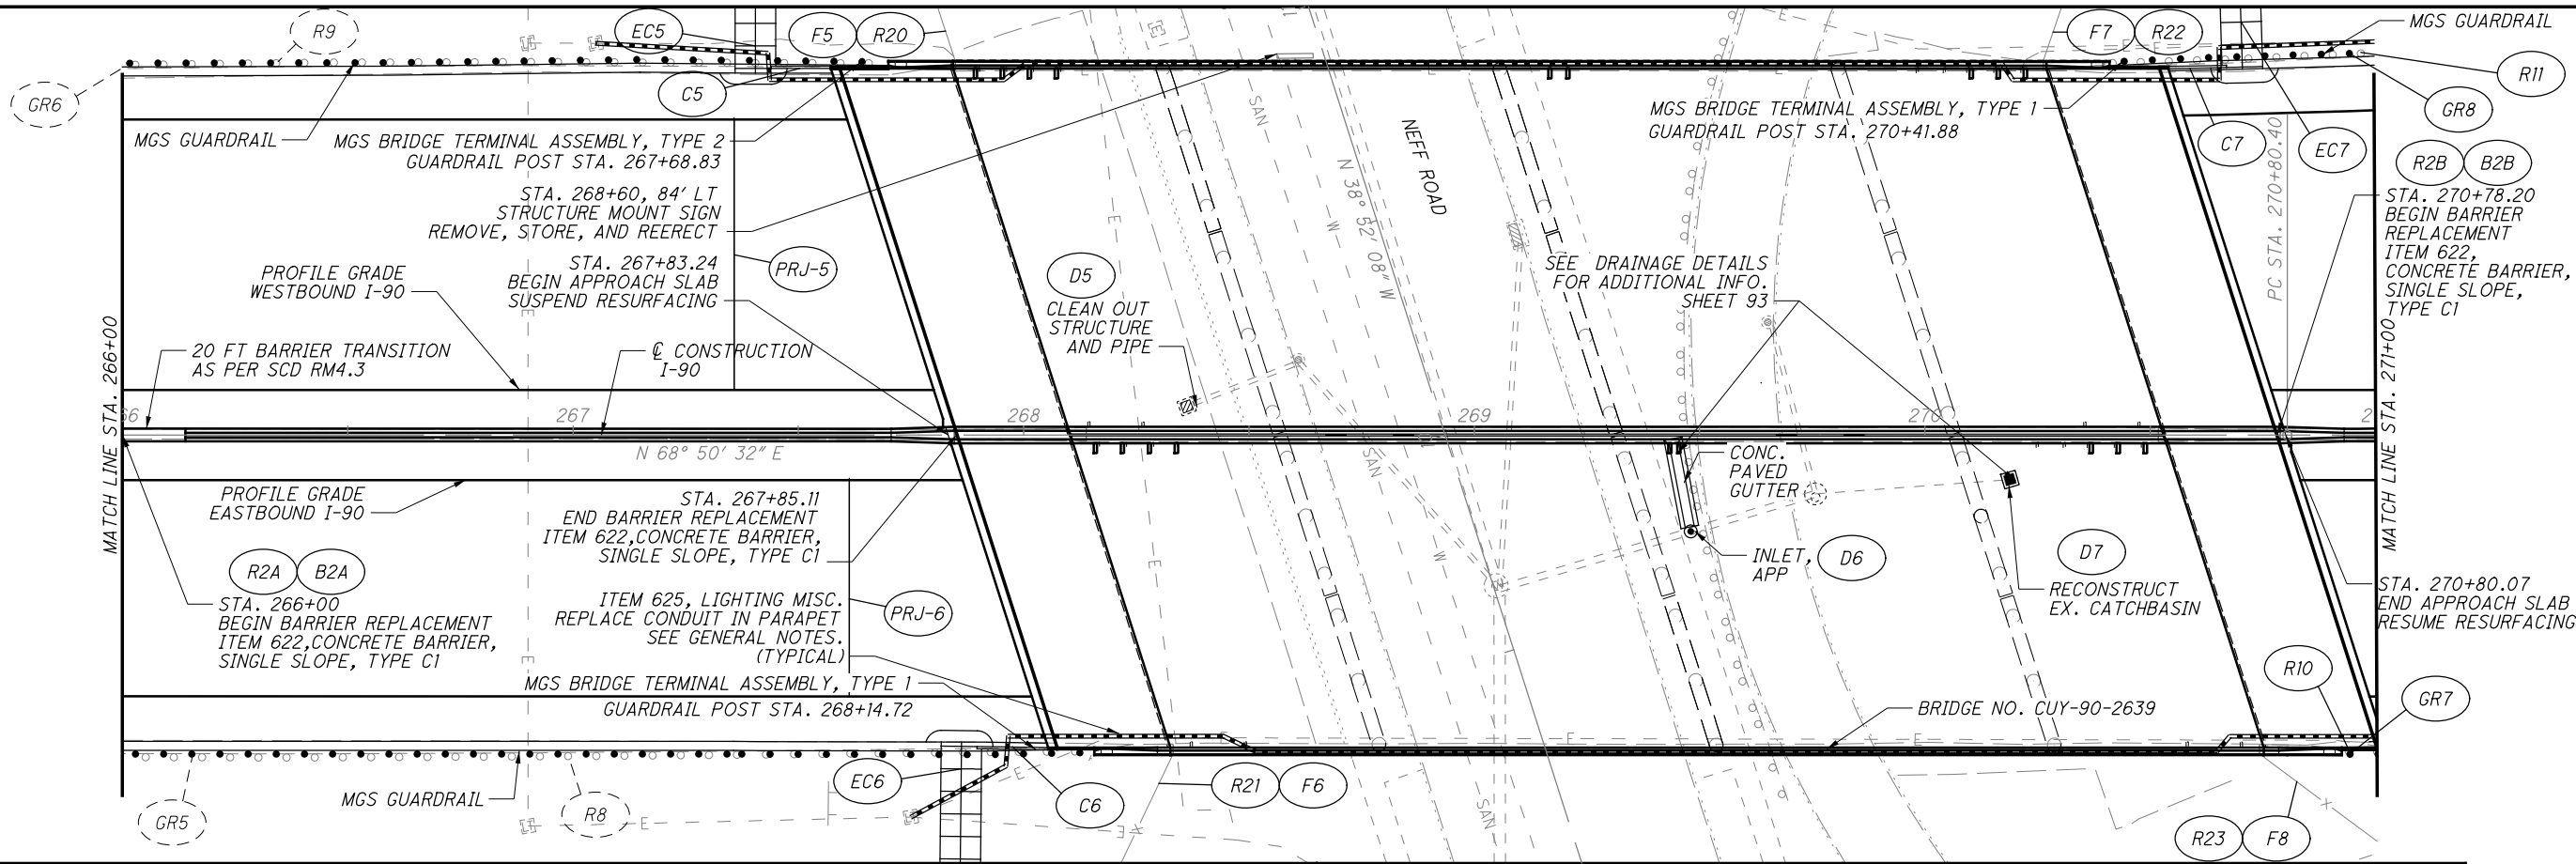 R9
EC5
F5
R20
F7
R22
MGS GUARDRAIL
R11
GR6
C5
GR8
MGS GUARDRAIL
MGS BRIDGE TERMINAL ASSEMBLY, TYPE 2
GUARDRAIL POST STA. 267+68.83
MGS BRIDGE TERMINAL ASSEMBLY, TYPE 1
GUARDRAIL POST STA. 270+41.88
C7
EC7
STA. 268+60, 84' LT
STRUCTURE MOUNT SIGN
REMOVE, STORE, AND REERECT
SAN
W
N 38° 52' 08" W
NEFF ROAD
PC STA. 270+80.40
R2B
B2B
STA. 270+78.20
BEGIN BARRIER
REPLACEMENT
ITEM 622,
CONCRETE BARRIER,
SINGLE SLOPE,
TYPE C1
PROFILE GRADE
WESTBOUND I-90
STA. 267+83.24
BEGIN APPROACH SLAB
SUSPEND RESURFACING
PRJ-5
D5
CLEAN OUT
STRUCTURE
AND PIPE
SEE DRAINAGE DETAILS
FOR ADDITIONAL INFO.
SHEET 93
MATCH LINE STA. 266+00
20 FT BARRIER TRANSITION
AS PER SCD RM4.3
℄ CONSTRUCTION
I-90
MATCH LINE STA. 271+00
66
267
268
269
270
2
N 68° 50' 32" E
PROFILE GRADE
EASTBOUND I-90
STA. 267+85.11
END BARRIER REPLACEMENT
ITEM 622,CONCRETE BARRIER,
SINGLE SLOPE, TYPE C1
SAN
W
CONC.
PAVED
GUTTER
INLET,
APP
D6
D7
RECONSTRUCT
EX. CATCHBASIN
STA. 270+80.07
END APPROACH SLAB
RESUME RESURFACING
R2A
B2A
STA. 266+00
BEGIN BARRIER REPLACEMENT
ITEM 622,CONCRETE BARRIER,
SINGLE SLOPE, TYPE C1
ITEM 625, LIGHTING MISC.
REPLACE CONDUIT IN PARAPET
SEE GENERAL NOTES.
(TYPICAL)
PRJ-6
MGS BRIDGE TERMINAL ASSEMBLY, TYPE 1
GUARDRAIL POST STA. 268+14.72
BRIDGE NO. CUY-90-2639
R10
GR7
GR5
MGS GUARDRAIL
R8
E
EC6
C6
R21
F6
SAN
R23
F8